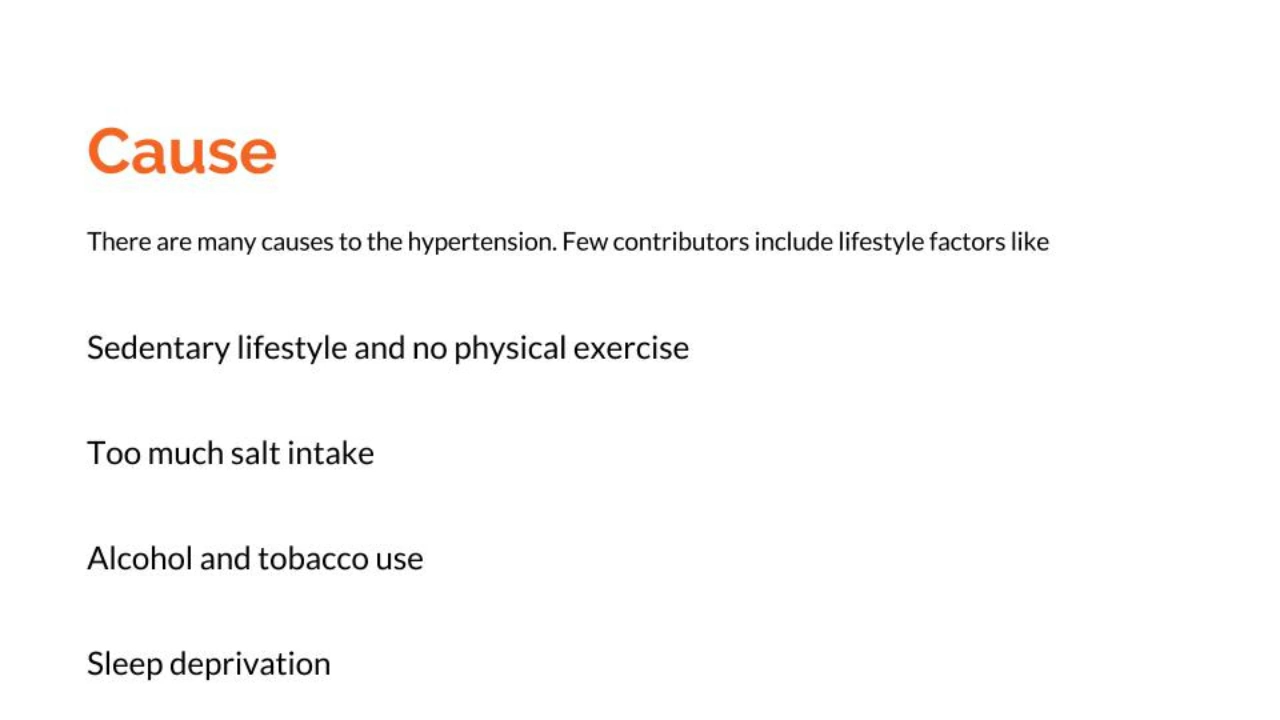 Cause
There are many causes to the hypertension. Few contributors include lifestyle factors like
Sedentary lifestyle and no physical exercise
Too much salt intake
Alcohol and tobacco use
Sleep deprivation